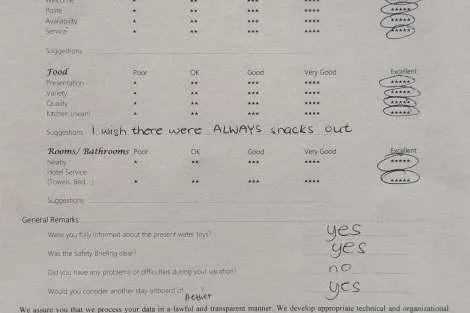 Welcome
Polite
Availability * ** *** **** *****
Service * ** *** **** *****
Suggestions
Food Poor OK Good Very Good Excellent
Presentation * ** *** **** *****
Variety * ** *** **** *****
Quality * ** *** **** *****
Kitchen (clean) * ** *** **** *****
Suggestions I wish there were ALWAYS snacks out
Rooms/ Bathrooms Poor OK Good Very Good Excellent
Neatly * ** *** **** *****
Hotel Service
(Towels, Bed...) * ** *** **** *****
Suggestions
General Remarks
Were you fully informed about the present water toys? yes
Was the Safety Briefing clear? yes
Did you have any problems or difficulties during your vacation? no
Would you consider another stay onboard of Aether yes
We assure you that we process your data in a lawful and transparent manner. We develop appropriate technical and organizational